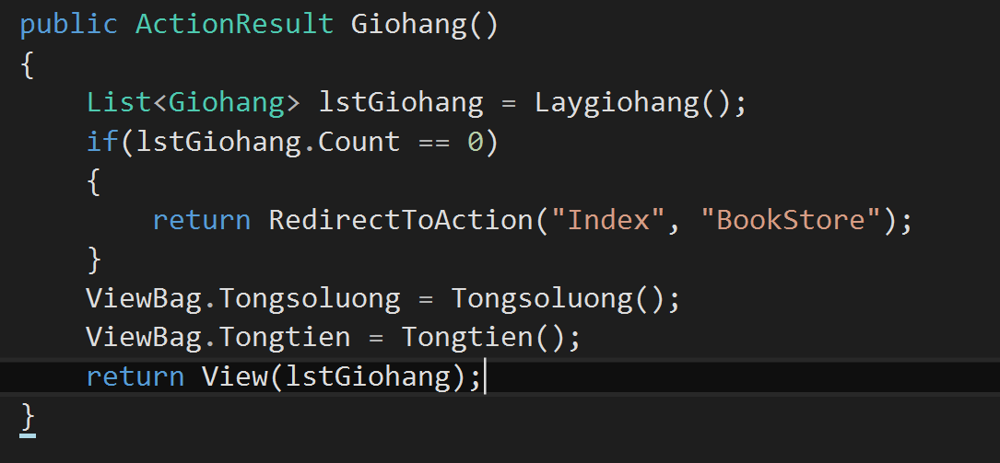 public ActionResult Giohang()
{
    List<Giohang> lstGiohang = Laygiohang();
    if(lstGiohang.Count == 0)
    {
        return RedirectToAction("Index", "BookStore");
    }
    ViewBag.Tongsoluong = Tongsoluong();
    ViewBag.Tongtien = Tongtien();
    return View(lstGiohang);
}